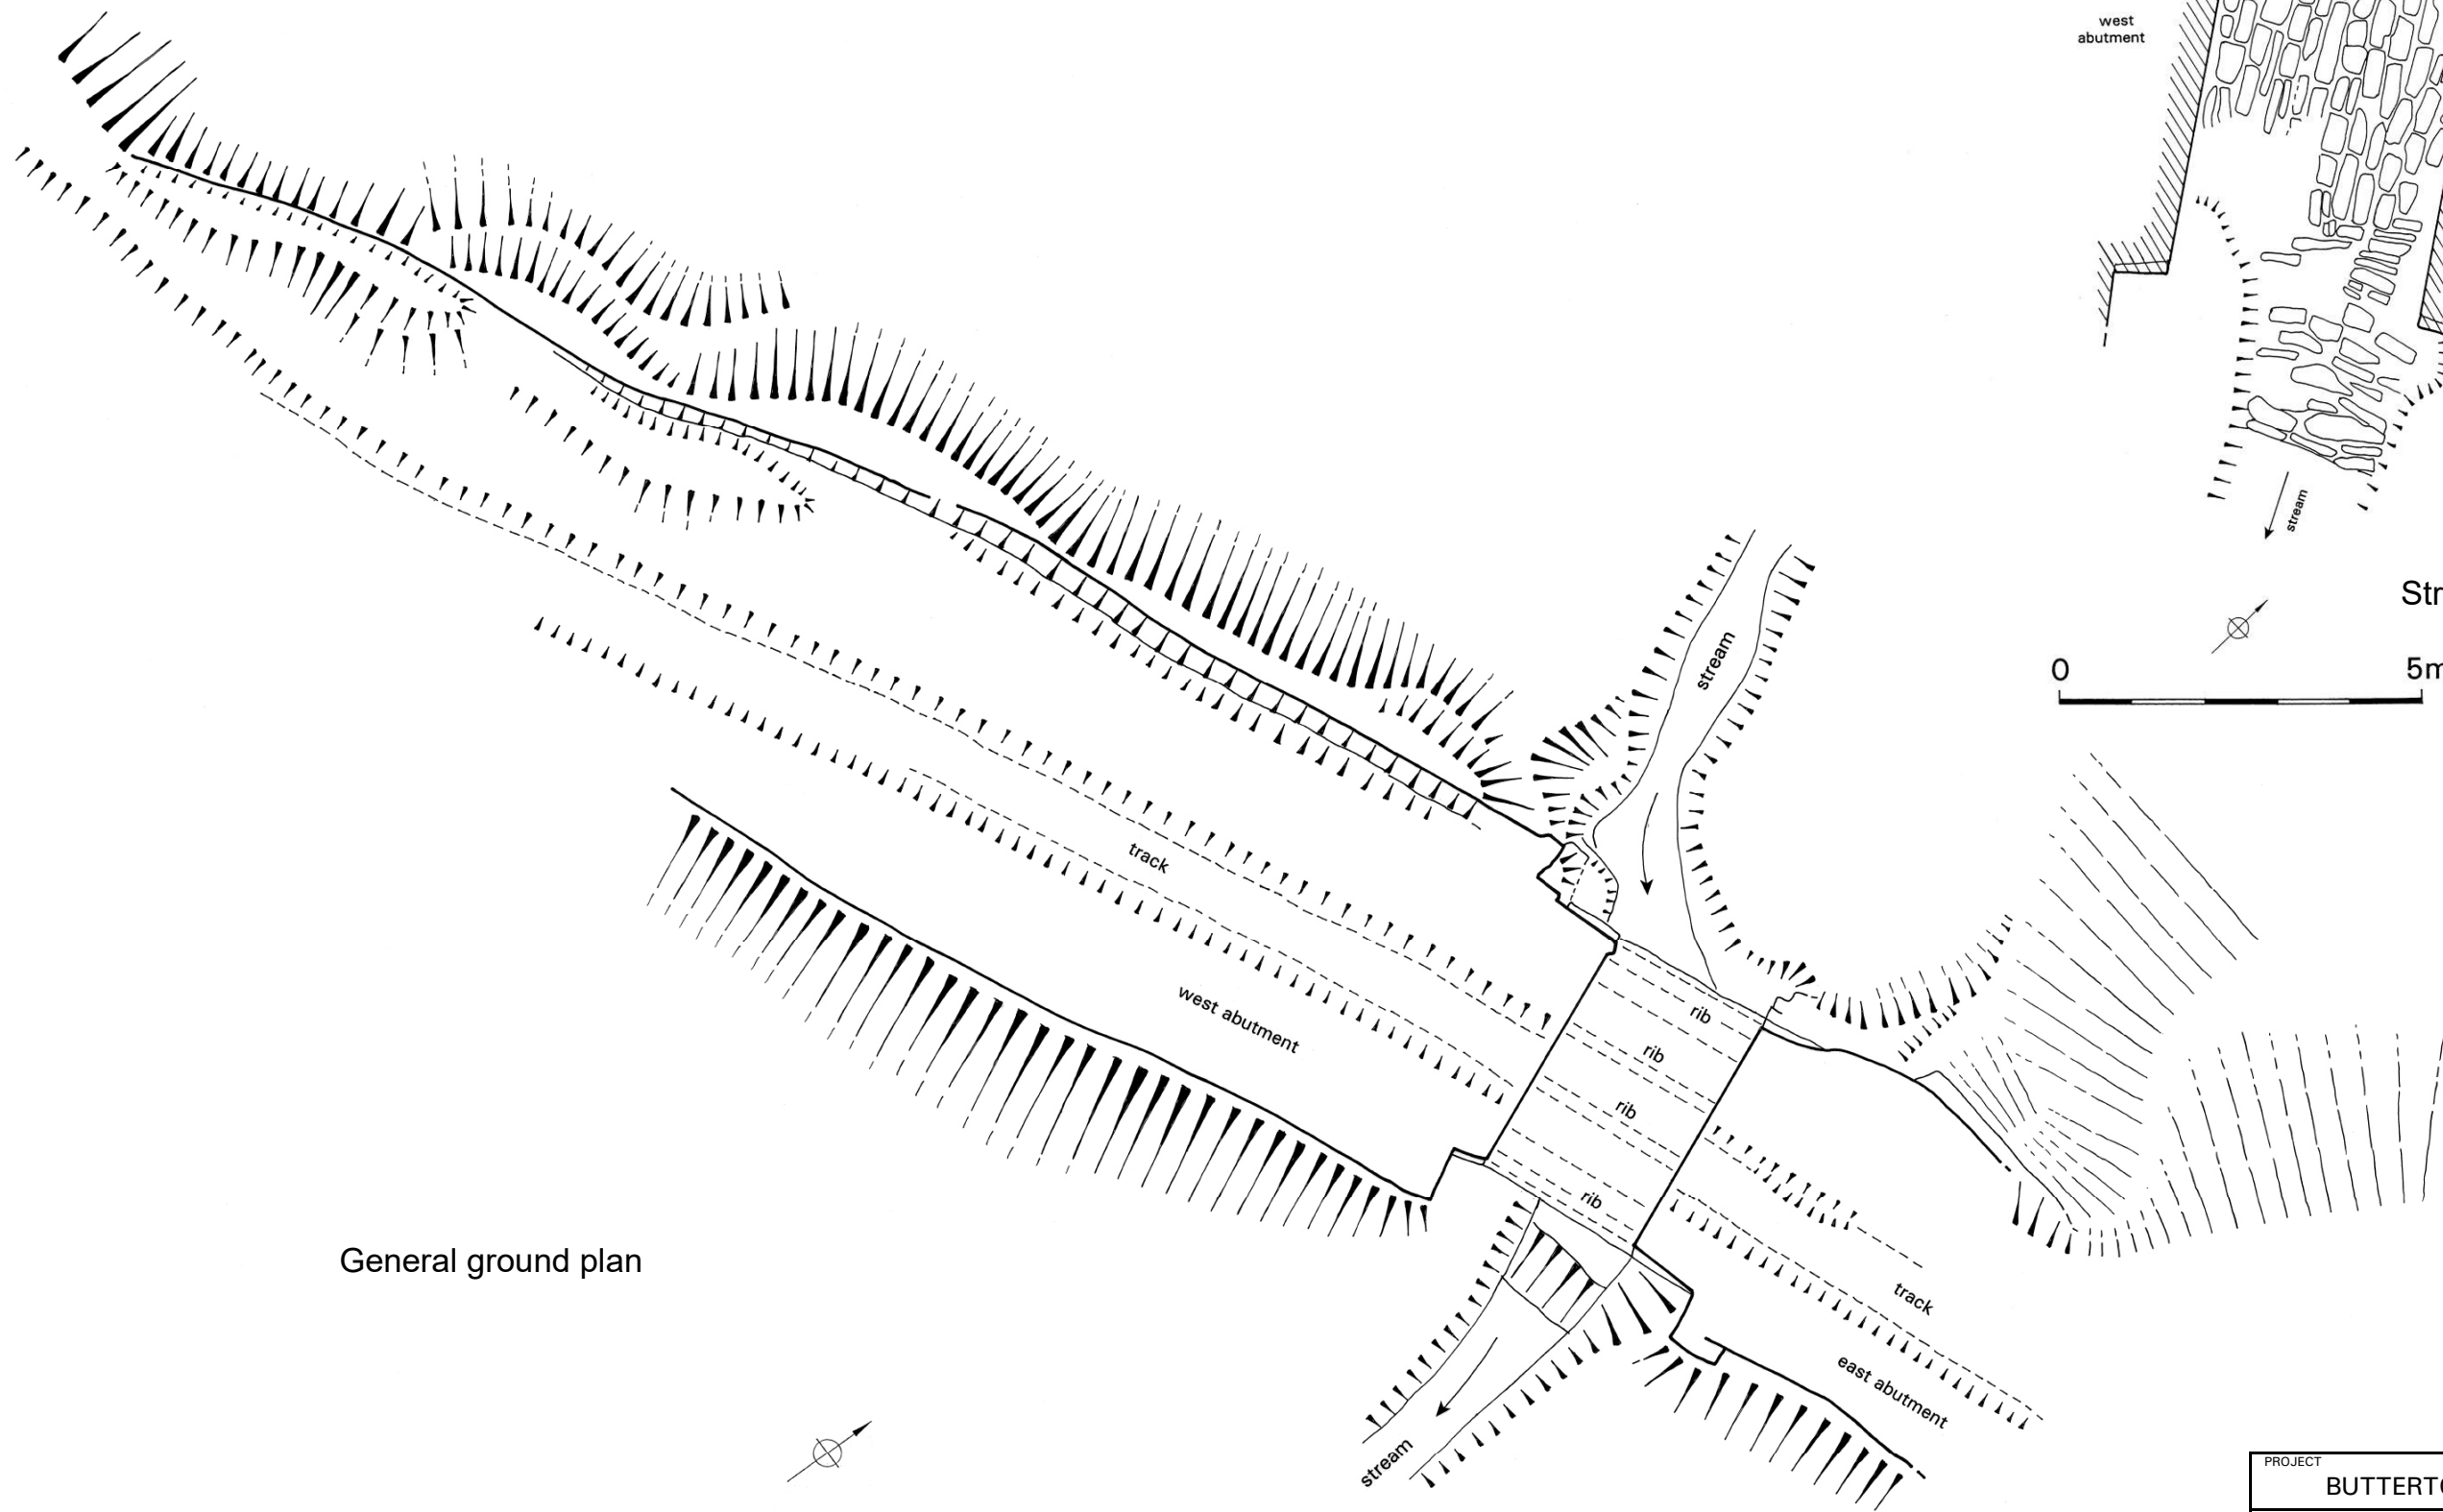 west
abutment
stream
Str
0
5m
stream
track
west abutment
rib
rib
rib
rib
General ground plan
track
east abutment
stream
PROJECT
BUTTERTO